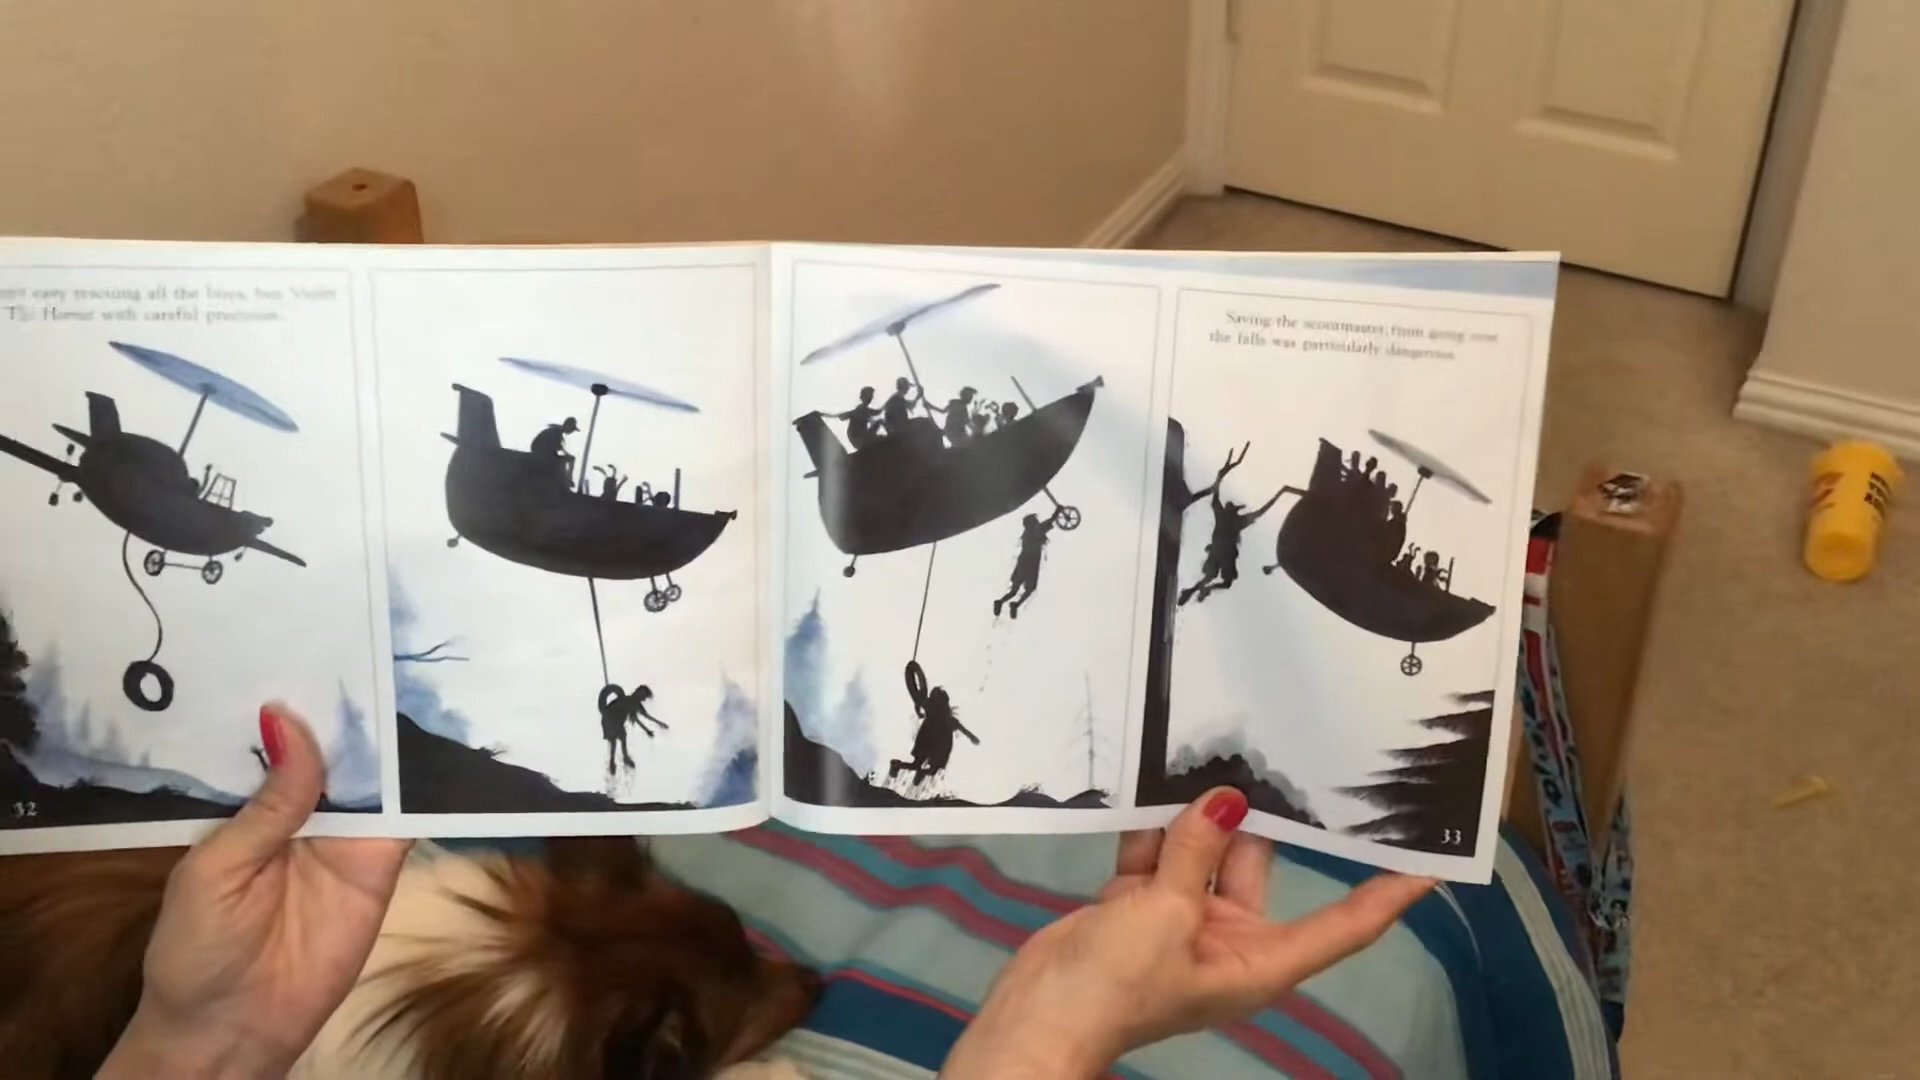 easy rescuing all the boys, but Violet
The Hornet with careful precision.
Saving the scoutmaster from going over
the falls was particularly dangerous.
32
33